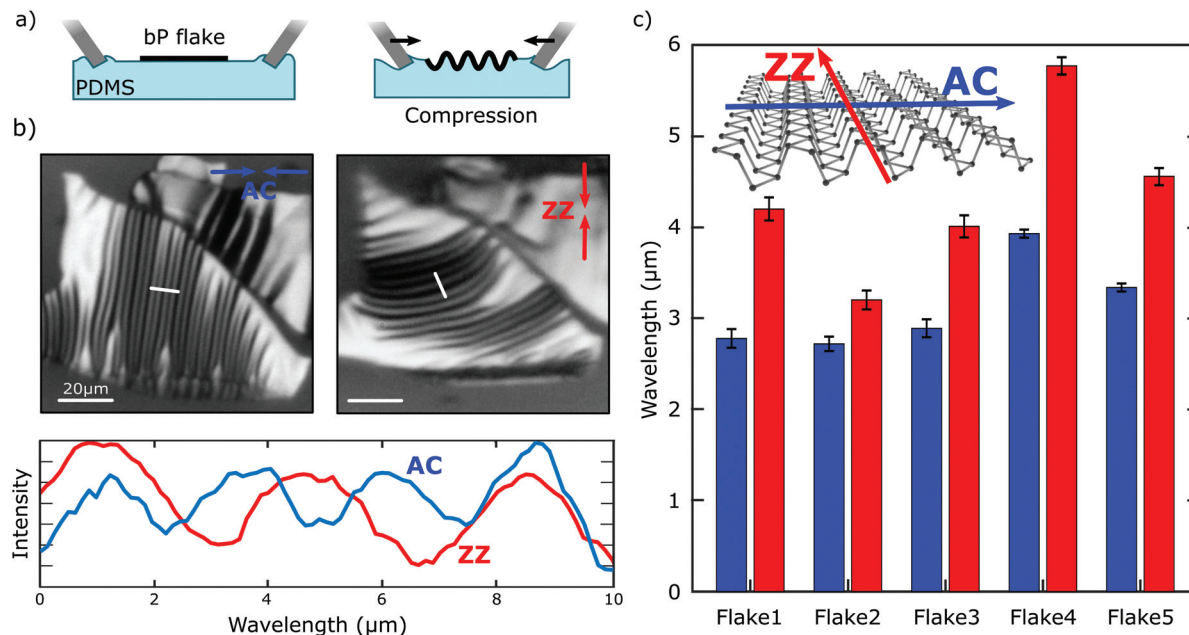 a)
bP flake
PDMS
Compression
b)
AC
ZZ
20μm
Intensity
AC
ZZ
0 2 4 6 8 10
Wavelength (μm)
c)
Wavelength (μm)
6
5
4
3
2
1
0
ZZ
AC
Flake1 Flake2 Flake3 Flake4 Flake5